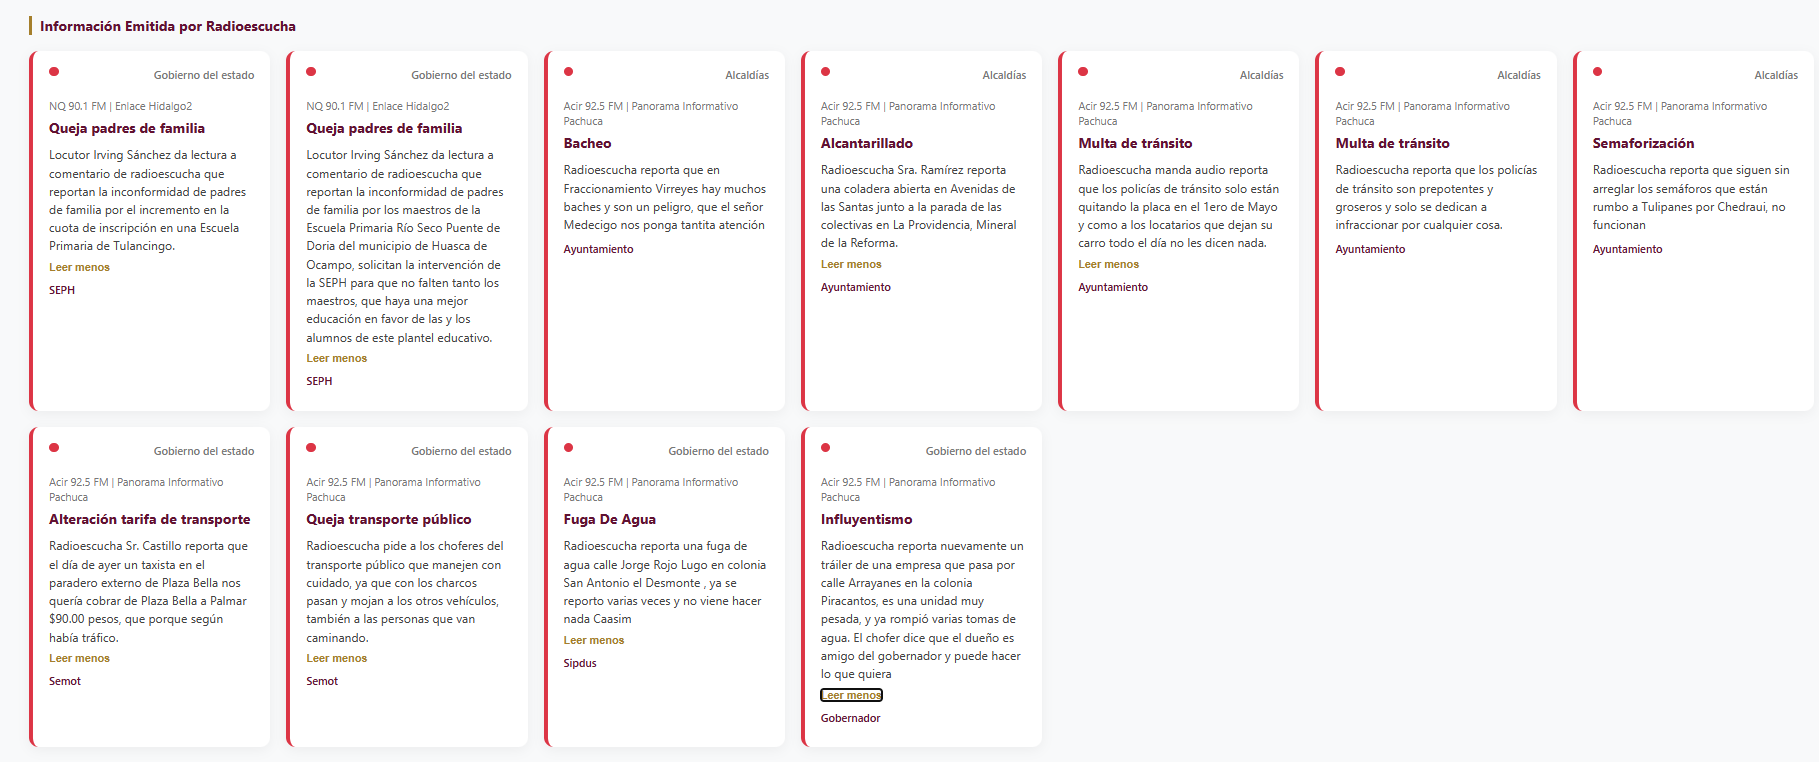 Información Emitida por Radioescucha
Gobierno del estado
NQ 90.1 FM | Enlace Hidalgo2
Queja padres de familia
Locutor Irving Sánchez da lectura a
comentario de radioescucha que
reportan la inconformidad de padres
de familia por el incremento en la
cuota de inscripción en una Escuela
Primaria de Tulancingo.
Leer menos
SEPH
Gobierno del estado
NQ 90.1 FM | Enlace Hidalgo2
Queja padres de familia
Locutor Irving Sánchez da lectura a
comentario de radioescucha que
reportan la inconformidad de padres
de familia por los maestros de la
Escuela Primaria Río Seco Puente de
Doria del municipio de Huasca de
Ocampo, solicitan la intervención de
la SEPH para que no falten tanto los
maestros, que haya una mejor
educación en favor de las y los
alumnos de este plantel educativo.
Leer menos
SEPH
Alcaldías
Acir 92.5 FM | Panorama Informativo
Pachuca
Bacheo
Radioescucha reporta que en
Fraccionamiento Virreyes hay muchos
baches y son un peligro, que el señor
Medecigo nos ponga tantita atención
Ayuntamiento
Alcaldías
Acir 92.5 FM | Panorama Informativo
Pachuca
Alcantarillado
Radioescucha Sra. Ramírez reporta
una coladera abierta en Avenidas de
las Santas junto a la parada de las
colectivas en La Providencia, Mineral
de la Reforma.
Leer menos
Ayuntamiento
Alcaldías
Acir 92.5 FM | Panorama Informativo
Pachuca
Multa de tránsito
Radioescucha manda audio reporta
que los policías de tránsito solo están
quitando la placa en el 1ero de Mayo
y como a los locatarios que dejan su
carro todo el día no les dicen nada.
Leer menos
Ayuntamiento
Alcaldías
Acir 92.5 FM | Panorama Informativo
Pachuca
Multa de tránsito
Radioescucha reporta que los policías
de tránsito son prepotentes y
groseros y solo se dedican a
infraccionar por cualquier cosa.
Ayuntamiento
Alcaldías
Acir 92.5 FM | Panorama Informativo
Pachuca
Semaforización
Radioescucha reporta que siguen sin
arreglar los semáforos que están
rumbo a Tulipanes por Chedraui, no
funcionan
Ayuntamiento
Gobierno del estado
Acir 92.5 FM | Panorama Informativo
Pachuca
Alteración tarifa de transporte
Radioescucha Sr. Castillo reporta que
el día de ayer un taxista en el
paradero externo de Plaza Bella nos
quería cobrar de Plaza Bella a Palmar
$90.00 pesos, que porque según
había tráfico.
Leer menos
Semot
Gobierno del estado
Acir 92.5 FM | Panorama Informativo
Pachuca
Queja transporte público
Radioescucha pide a los choferes del
transporte público que manejen con
cuidado, ya que con los charcos
pasan y mojan a los otros vehículos,
también a las personas que van
caminando.
Leer menos
Semot
Gobierno del estado
Acir 92.5 FM | Panorama Informativo
Pachuca
Fuga De Agua
Radioescucha reporta una fuga de
agua calle Jorge Rojo Lugo en colonia
San Antonio el Desmonte , ya se
reporto varias veces y no viene hacer
nada Caasim
Leer menos
Sipdus
Gobierno del estado
Acir 92.5 FM | Panorama Informativo
Pachuca
Influyentismo
Radioescucha reporta nuevamente un
tráiler de una empresa que pasa por
calle Arrayanes en la colonia
Piracantos, es una unidad muy
pesada, y ya rompió varias tomas de
agua. El chofer dice que el dueño es
amigo del gobernador y puede hacer
lo que quiera
Leer menos
Gobernador